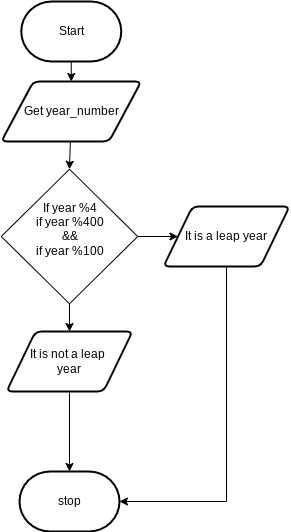 Start
Get year_number
If year %4
if year %400
&&
if year %100
It is a leap year
It is not a leap
year
stop